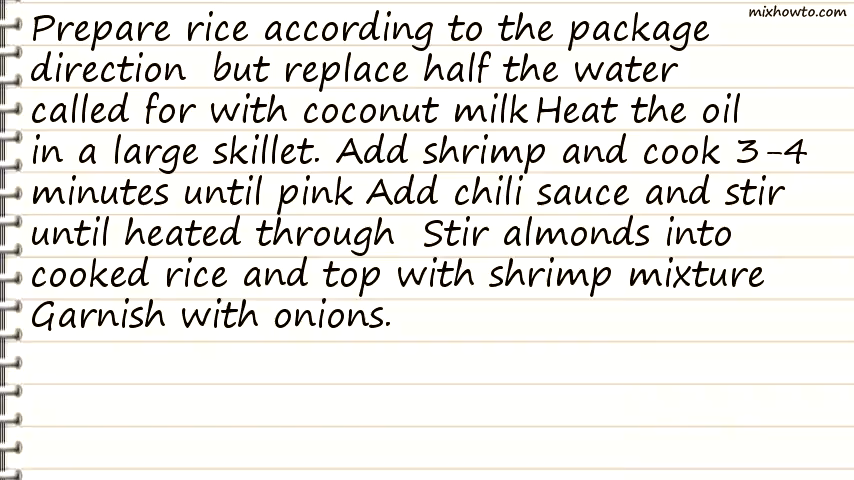 mixhowto.com
Prepare rice according to the package
direction  but replace half the water
called for with coconut milk Heat the oil
in a large skillet. Add shrimp and cook 3-4
minutes until pink Add chili sauce and stir
until heated through  Stir almonds into
cooked rice and top with shrimp mixture
Garnish with onions.